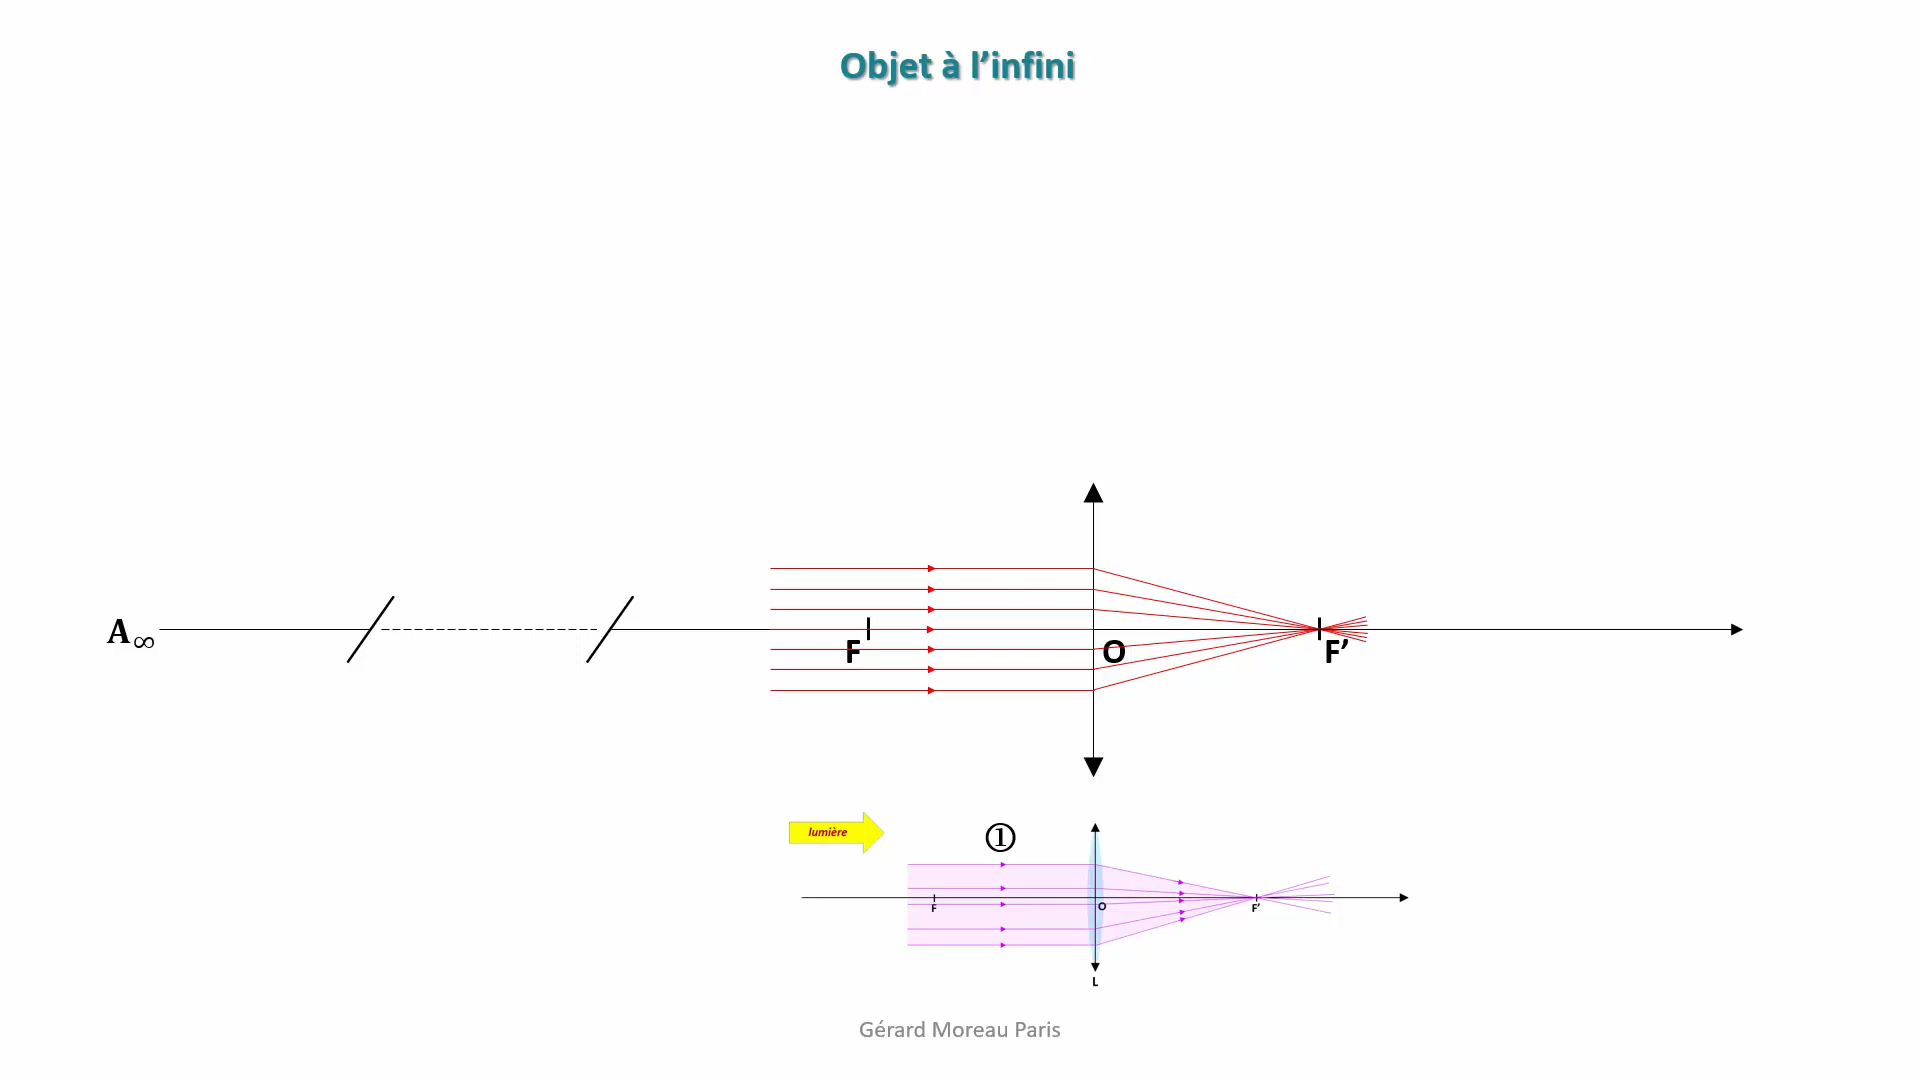 Objet à l’infini
A∞
F
O
F’
lumière
①
F
O
F’
L
Gérard Moreau Paris